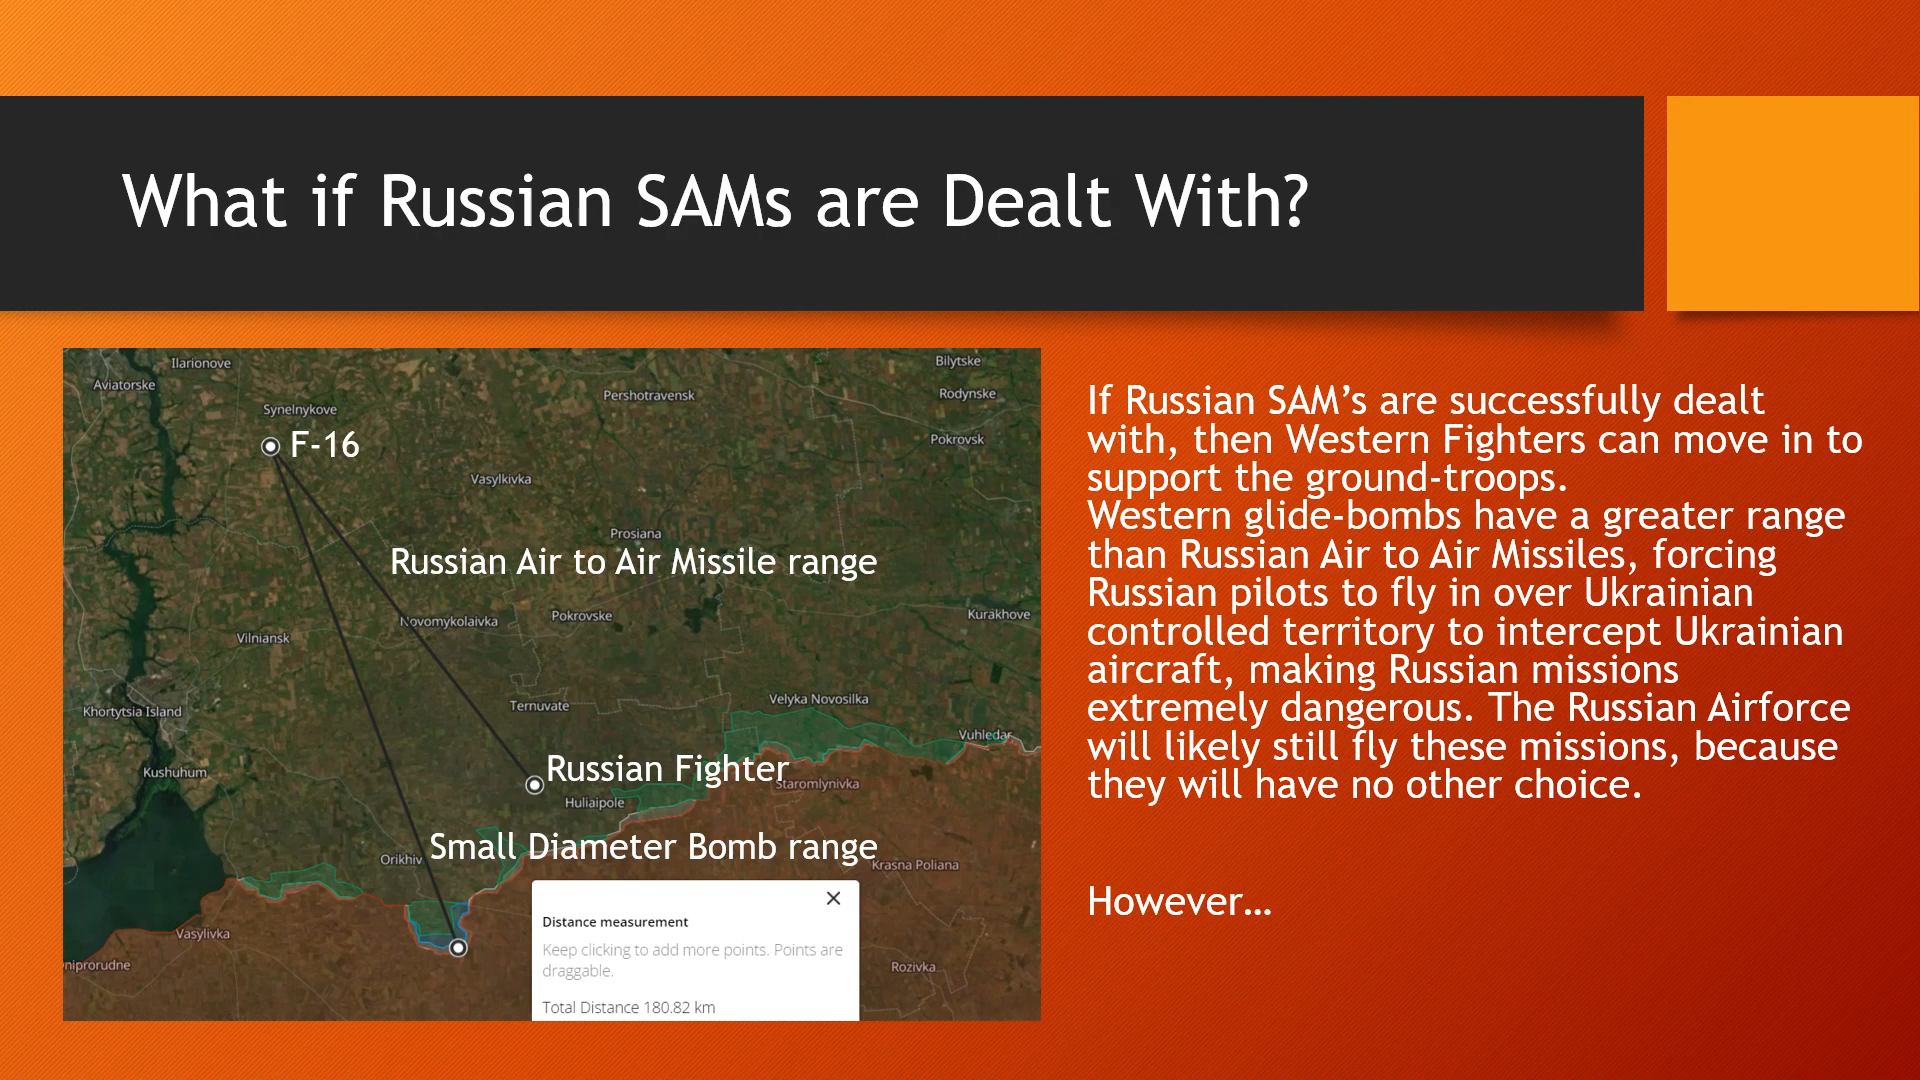 What if Russian SAMs are Dealt With?
Ilarionove
Bilytske
Aviatorske
Pershotravensk
Rodynske
Synelnykove
F-16
Pokrovsk
Vasylkivka
Prosiana
Russian Air to Air Missile range
Novomykolaivka
Pokrovske
Kurakhove
Vilniansk
Velyka Novosilka
Ternuvate
Khortytsia Island
Vuhledar
Kushuhum
Russian Fighter
Staromlynivka
Huliaipole
Small Diameter Bomb range
Orikhiv
Krasna Poliana
Distance measurement
Keep clicking to add more points. Points are
draggable.
Total Distance 180.82 km
Vasylivka
niprorudne
Rozivka
If Russian SAM’s are successfully dealt
with, then Western Fighters can move in to
support the ground-troops.
Western glide-bombs have a greater range
than Russian Air to Air Missiles, forcing
Russian pilots to fly in over Ukrainian
controlled territory to intercept Ukrainian
aircraft, making Russian missions
extremely dangerous. The Russian Airforce
will likely still fly these missions, because
they will have no other choice.
However…